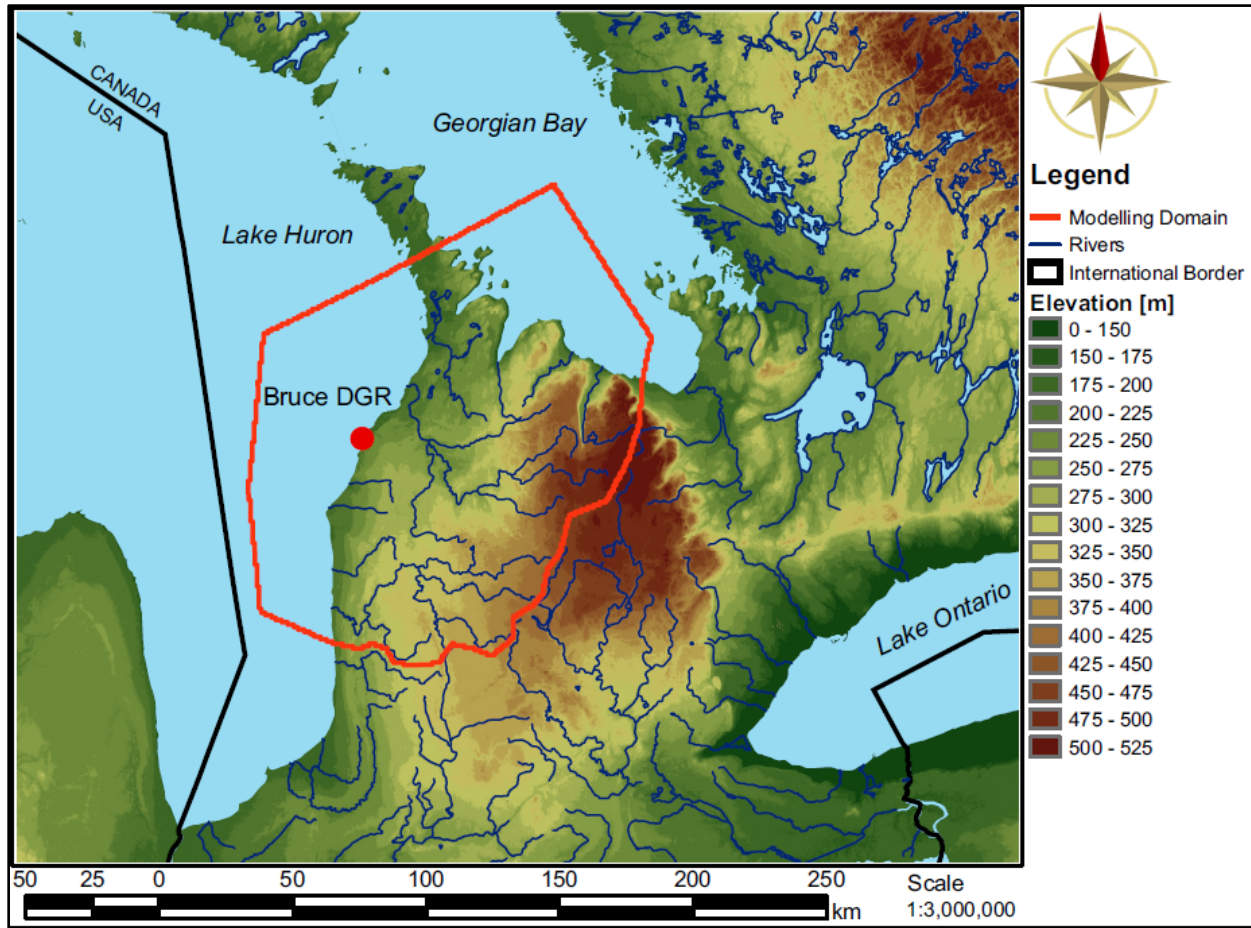 CANADA
USA
Georgian Bay
Lake Huron
Bruce DGR
Lake Ontario
Legend
Modelling Domain
Rivers
International Border
Elevation [m]
0 - 150
150 - 175
175 - 200
200 - 225
225 - 250
250 - 275
275 - 300
300 - 325
325 - 350
350 - 375
375 - 400
400 - 425
425 - 450
450 - 475
475 - 500
500 - 525
50 25 0 50 100 150 200 250
km
Scale
1:3,000,000